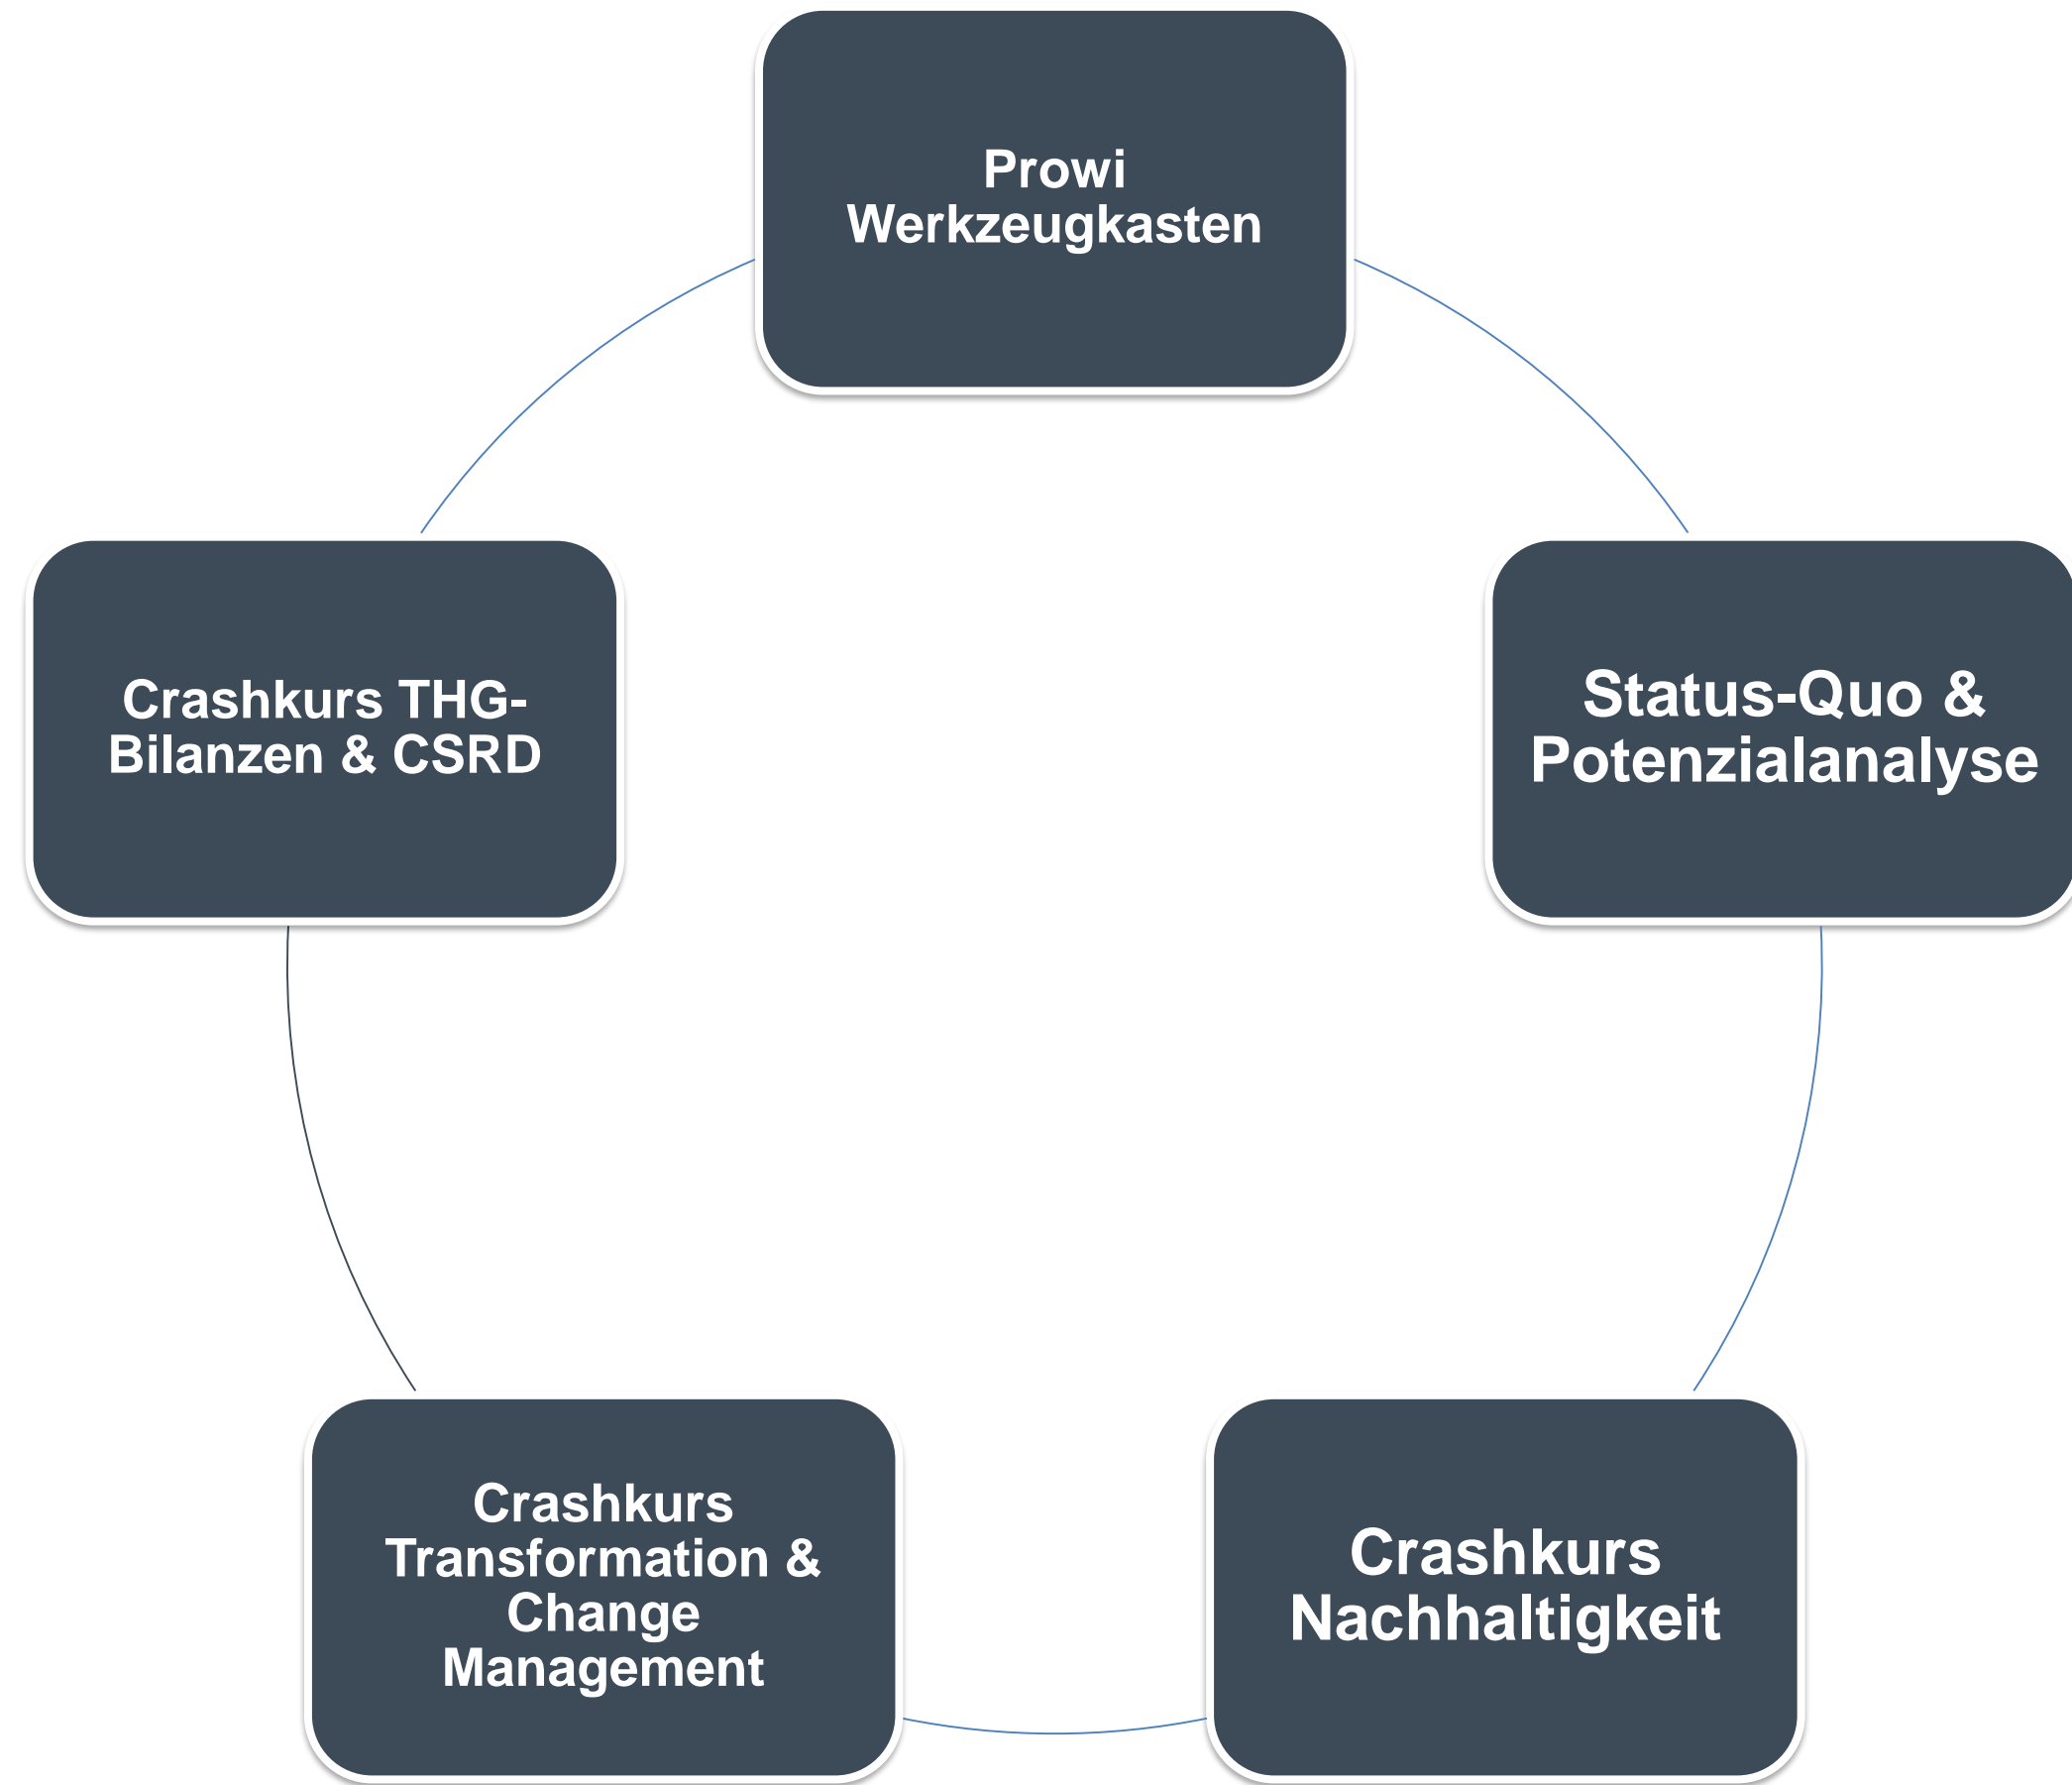 Prowi
Werkzeugkasten
Crashkurs THG-
Bilanzen & CSRD
Status-Quo &
Potenzialanalyse
Crashkurs
Transformation &
Change
Management
Crashkurs
Nachhaltigkeit